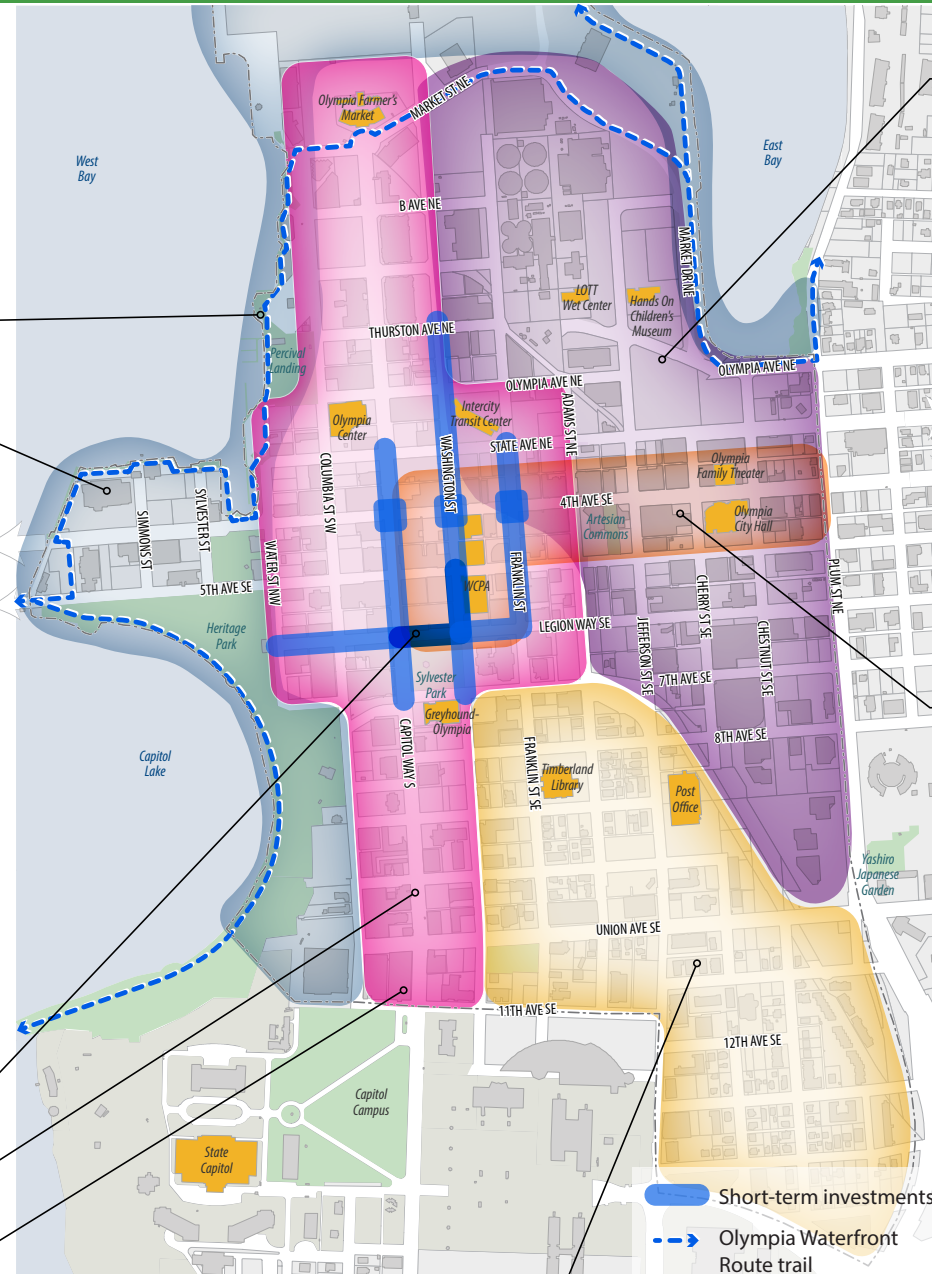 Olympia Farmer's
Market
MARKET ST NE
West
Bay
East
Bay
B AVE NE
MARKET DR NE
LOTT
Wet Center
Hands On
Children's
Museum
THURSTON AVE NE
Percival
Landing
OLYMPIA AVE NE
OLYMPIA AVE NE
Olympia
Center
Intercity
Transit Center
ADAMS ST NE
STATE AVE NE
COLUMBIA ST SW
WASHINGTON ST
Olympia
Family Theater
4TH AVE SE
Artesian
Commons
Olympia
City Hall
SIMMONS ST
SYLVESTER ST
WATER ST NW
5TH AVE SE
WCPA
FRANKLIN ST
CHERRY ST SE
PLUM ST NE
Heritage
Park
LEGION WAY SE
JEFFERSON ST SE
CHESTNUT ST SE
Sylvester
Park
7TH AVE SE
Greyhound-
Olympia
CAPITOL WAY S
8TH AVE SE
Capitol
Lake
FRANKLIN ST SE
Timberland
Library
Post
Office
Yashiro
Japanese
Garden
UNION AVE SE
11TH AVE SE
12TH AVE SE
Capitol
Campus
State
Capitol
Short-term investments
Olympia Waterfront
Route trail